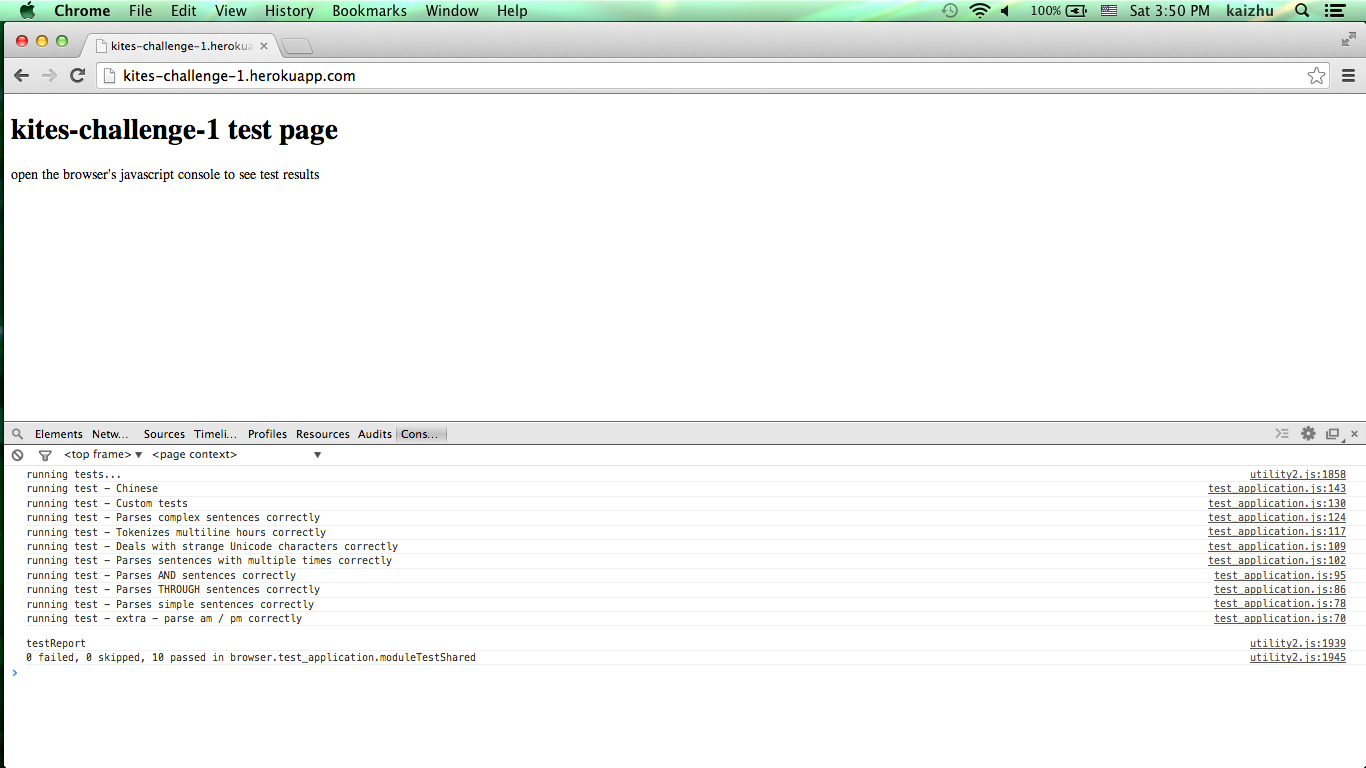 Chrome File Edit View History Bookmarks Window Help 100% Sat 3:50 PM kaizhu
kites-challenge-1.heroku
kites-challenge-1.herokuapp.com
kites-challenge-1 test page
open the browser's javascript console to see test results
Elements Netw... Sources Timeli... Profiles Resources Audits Cons...
<top frame> <page context>
running tests... utility2.js:1858
running test - Chinese test_application.js:143
running test - Custom tests test_application.js:130
running test - Parses complex sentences correctly test_application.js:124
running test - Tokenizes multiline hours correctly test_application.js:117
running test - Deals with strange Unicode characters correctly test_application.js:109
running test - Parses sentences with multiple times correctly test_application.js:102
running test - Parses AND sentences correctly test_application.js:95
running test - Parses THROUGH sentences correctly test_application.js:86
running test - Parses simple sentences correctly test_application.js:78
running test - extra - parse am / pm correctly test_application.js:70
testReport utility2.js:1939
0 failed, 0 skipped, 10 passed in browser.test_application.moduleTestShared utility2.js:1945